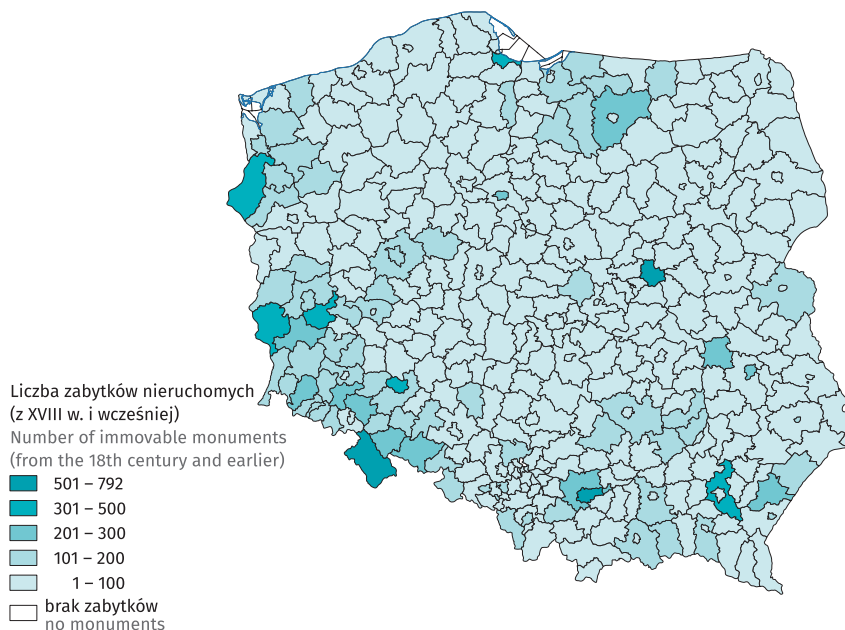 Liczba zabytków nieruchomych
(z XVIII w. i wcześniej)
Number of immovable monuments
(from the 18th century and earlier)
501 – 792
301 – 500
201 – 300
101 – 200
1 – 100
brak zabytków
no monuments